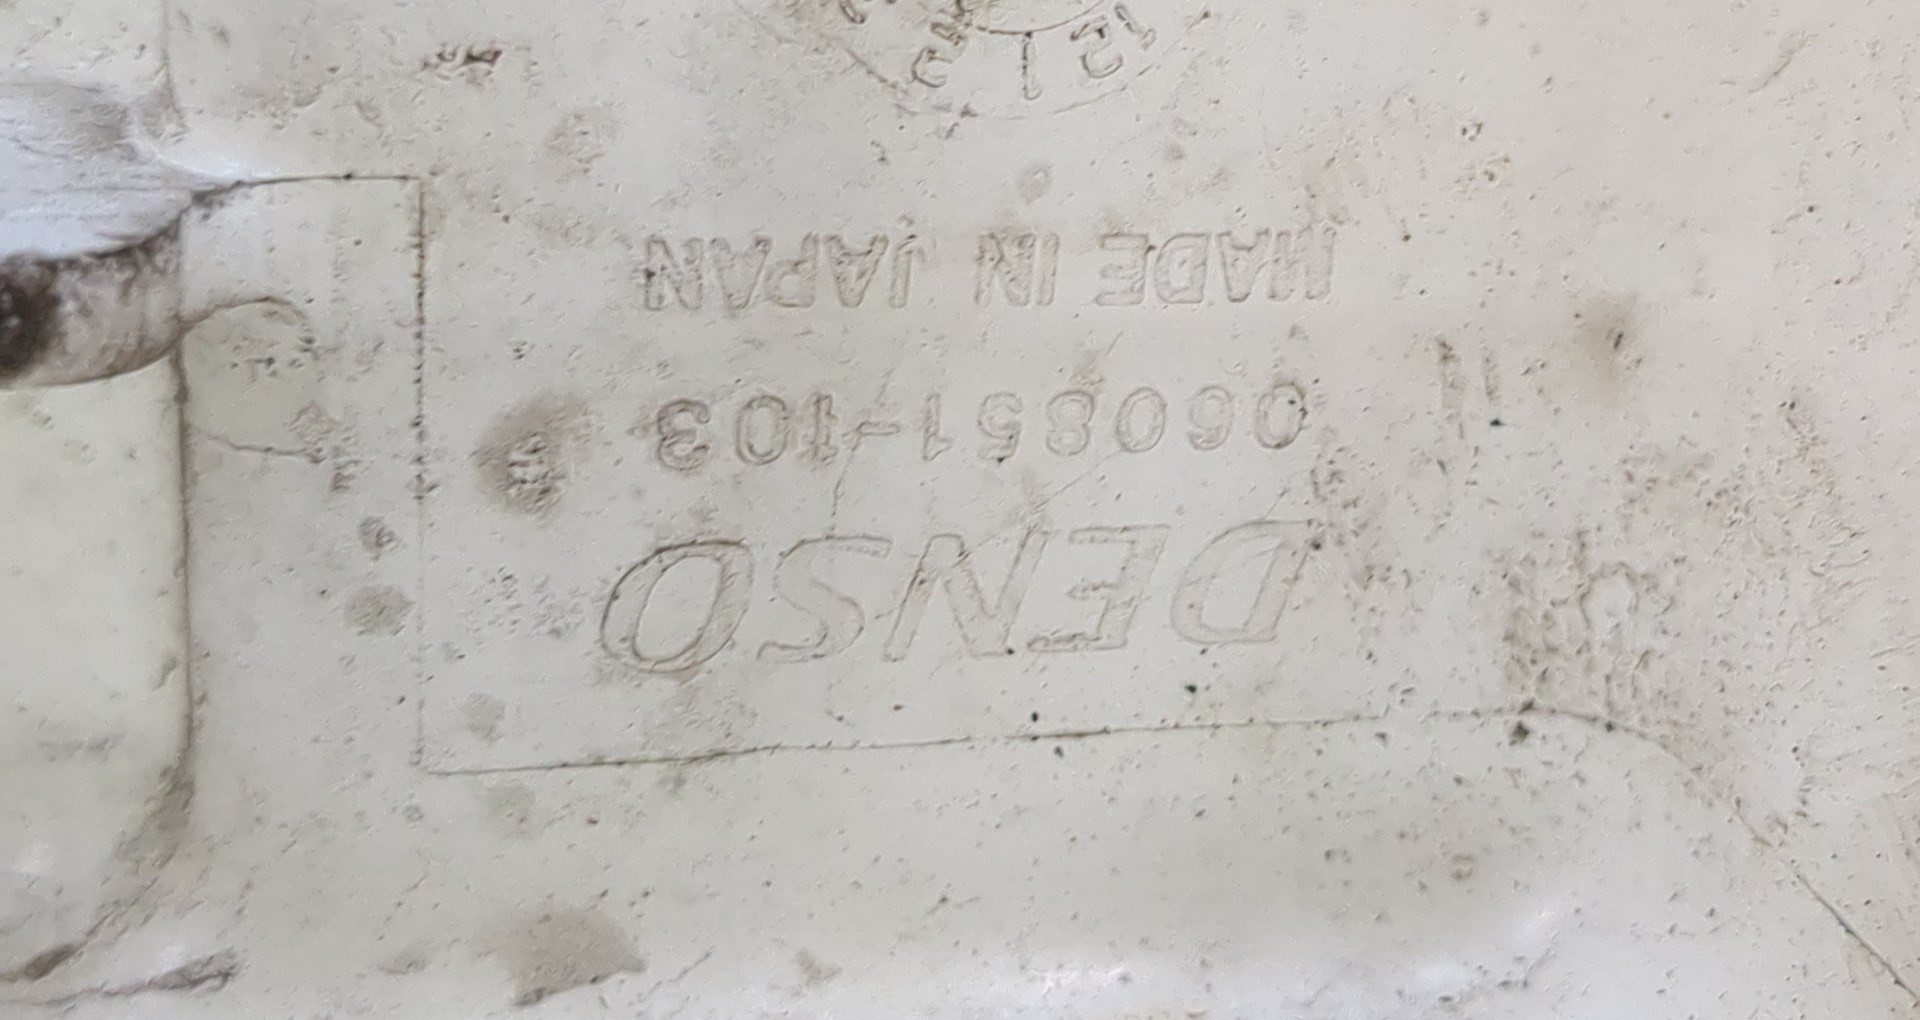 DENSO
060851-103
MADE IN JAPAN